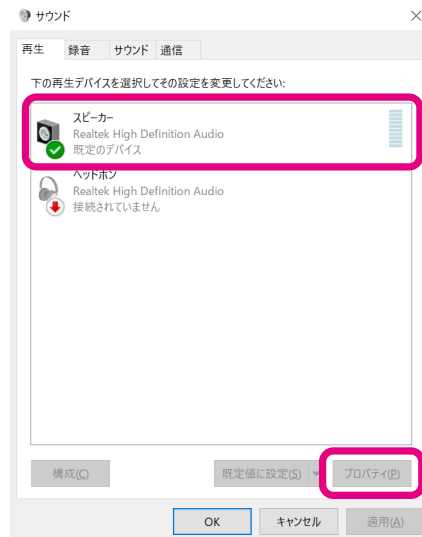 サウンド
再生 録音 サウンド 通信
下の再生デバイスを選択してその設定を変更してください:
スピーカー
Realtek High Definition Audio
既定のデバイス
ヘッドホン
Realtek High Definition Audio
接続されていません
構成(C) 既定値に設定(S) プロパティ(P)
OK キャンセル 適用(A)